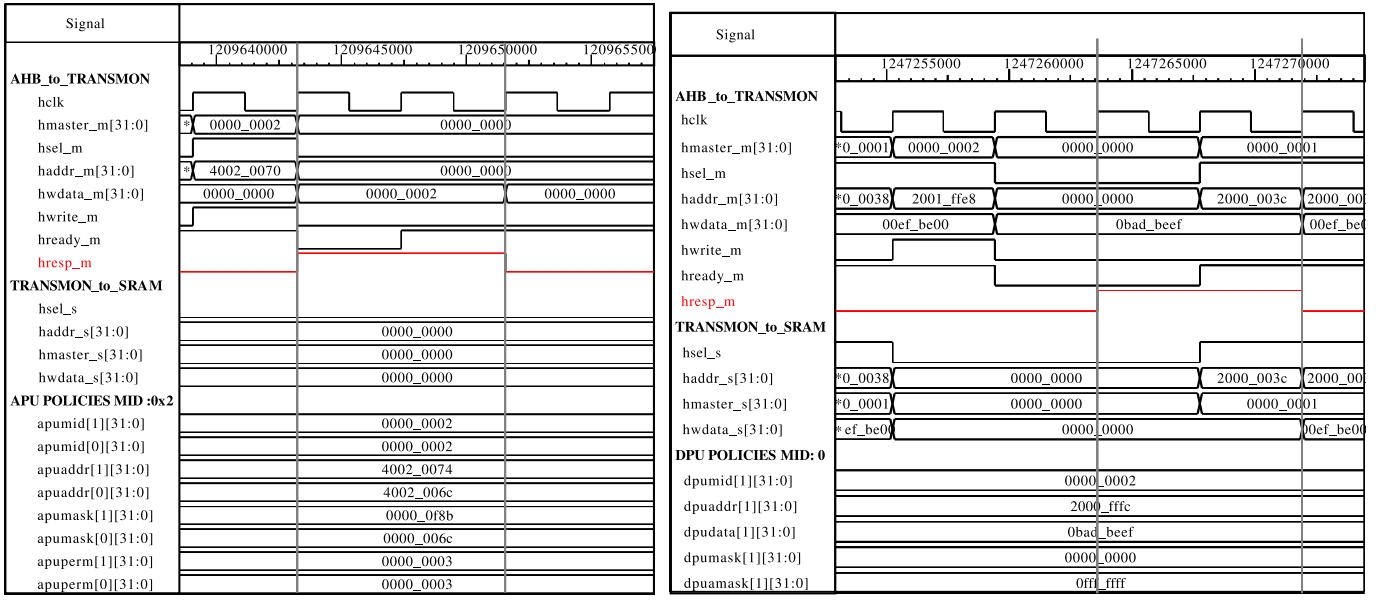 Signal
1209640000 1209645000 1209650000 120965500
AHB_to_TRANSMON
hclk
hmaster_m[31:0] * 0000_0002 0000_0000
hsel_m
haddr_m[31:0] * 4002_0070 0000_0000
hwdata_m[31:0] 0000_0000 0000_0002 0000_0000
hwrite_m
hready_m
hresp_m
TRANSMON_to_SRAM
hsel_s
haddr_s[31:0] 0000_0000
hmaster_s[31:0] 0000_0000
hwdata_s[31:0] 0000_0000
APU POLICIES MID :0x2
apumid[1][31:0] 0000_0002
apumid[0][31:0] 0000_0002
apuaddr[1][31:0] 4002_0074
apuaddr[0][31:0] 4002_006c
apumask[1][31:0] 0000_0f8b
apumask[0][31:0] 0000_006c
apuperm[1][31:0] 0000_0003
apuperm[0][31:0] 0000_0003
Signal
1247255000 1247260000 1247265000 1247270000
AHB_to_TRANSMON
hclk
hmaster_m[31:0] *0_0001 0000_0002 0000_0000 0000_0001
hsel_m
haddr_m[31:0] *0_0038 2001_ffe8 0000_0000 2000_003c 2000_00
hwdata_m[31:0] 00ef_be00 0bad_beef 00ef_be0
hwrite_m
hready_m
hresp_m
TRANSMON_to_SRAM
hsel_s
haddr_s[31:0] *0_0038 0000_0000 2000_003c 2000_00
hmaster_s[31:0] *0_0001 0000_0000 0000_0001
hwdata_s[31:0] *ef_be00 0000_0000 00ef_be00
DPU POLICIES MID: 0
dpumid[1][31:0] 0000_0002
dpuaddr[1][31:0] 2000_fffc
dpudata[1][31:0] 0bad_beef
dpumask[1][31:0] 0000_0000
dpuamask[1][31:0] 0fff_ffff